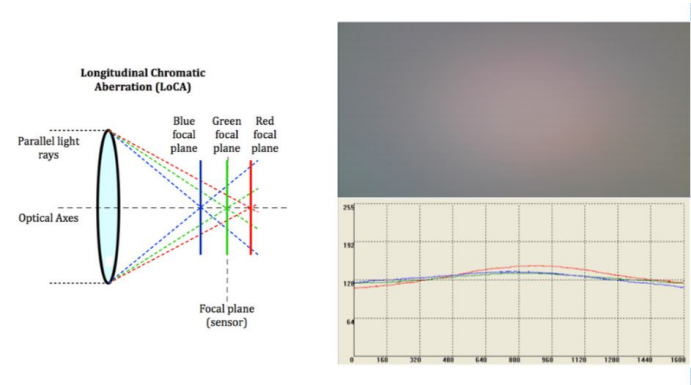 Longitudinal Chromatic
Aberration (LoCA)
Blue
focal
plane
Green
focal
plane
Red
focal
plane
Parallel light
rays
Optical Axes
Focal plane
(sensor)
255
192
128
64
0 160 320 480 640 800 960 1120 1280 1440 1600